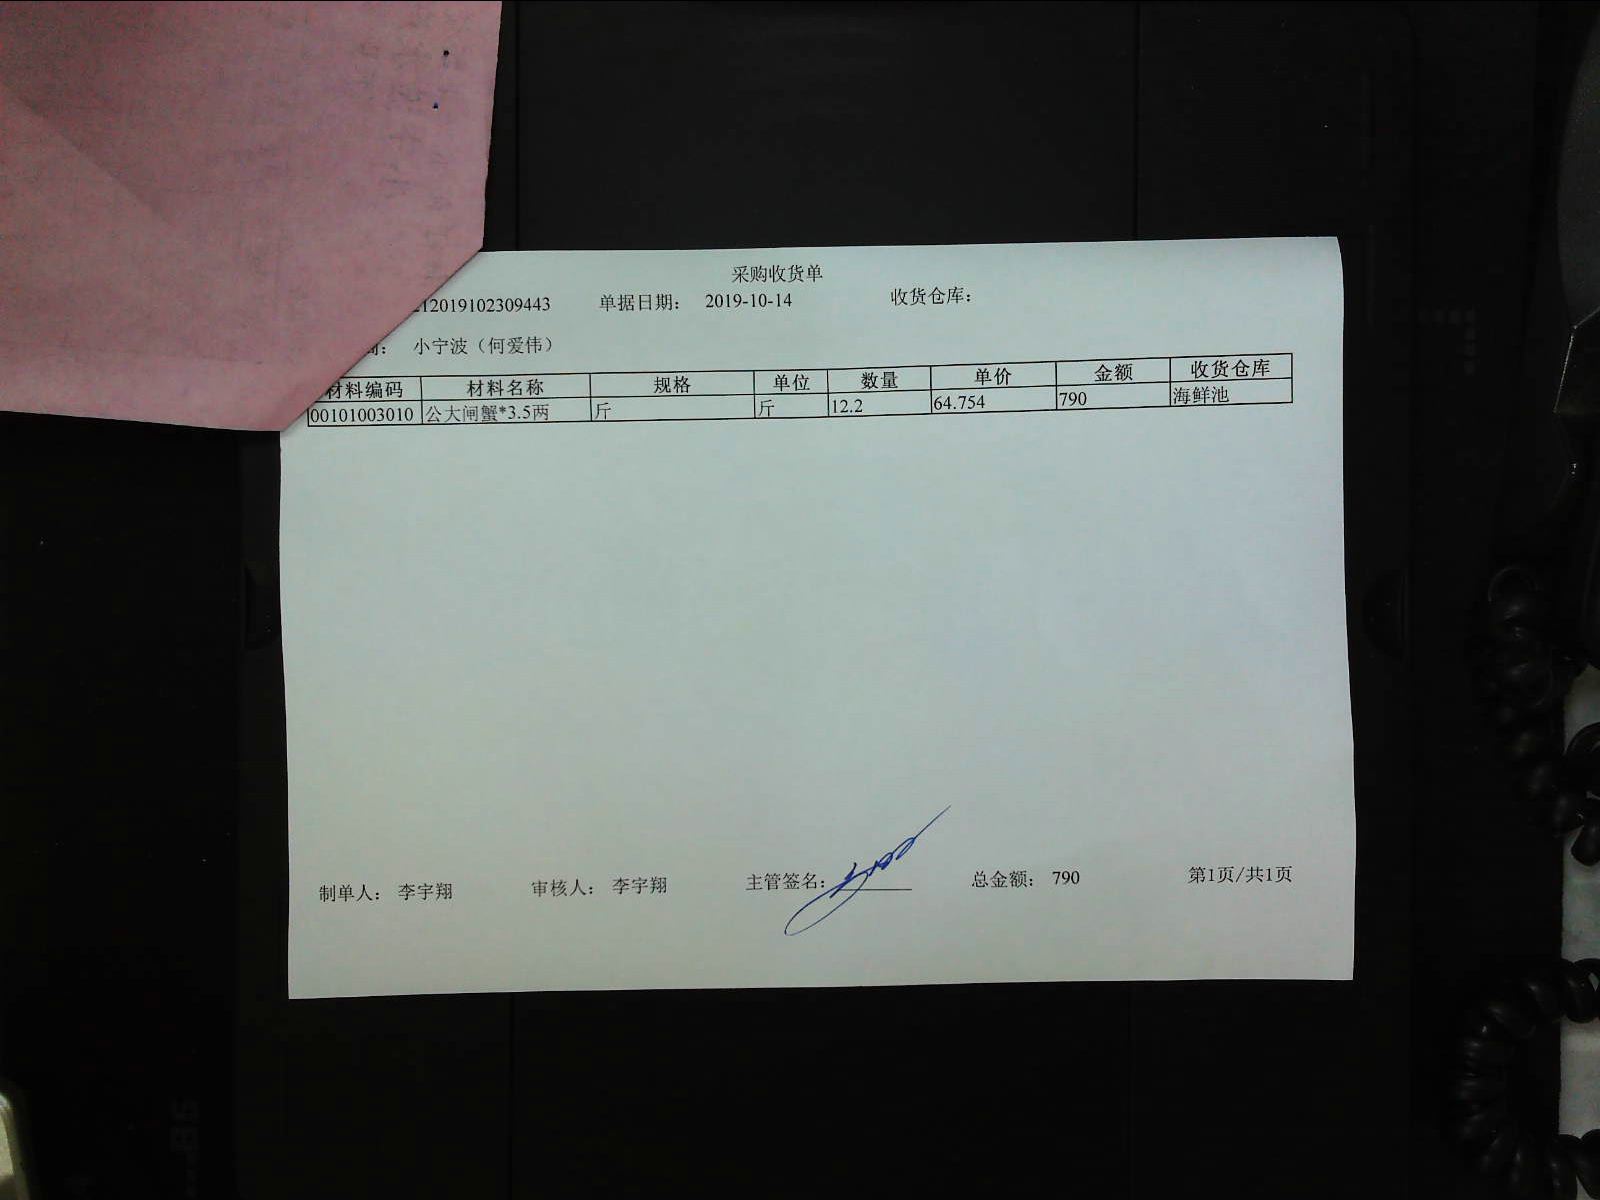 采购收货单
12019102309443 单据日期: 2019-10-14 收货仓库:
小宁波（何爱伟）
材料编码 材料名称 规格 单位 数量 单价 金额 收货仓库
00101003010 公大闸蟹*3.5两 斤 斤 12.2 64.754 790 海鲜池
制单人: 李宇翔 审核人: 李宇翔 主管签名: 总金额: 790 第1页/共1页